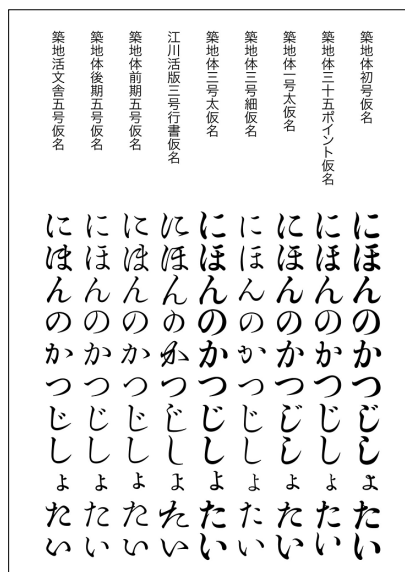 築地体初号仮名
にほんのかつじしょたい
築地体三十五ポイント仮名
にほんのかつじしょたい
築地体一号太仮名
にほんのかつじしょたい
築地体三号細仮名
にほんのかつじしょたい
築地体三号太仮名
にほんのかつじしょたい
江川活版三号行書仮名
にほんのかつじしょたい
築地体前期五号仮名
にほんのかつじしょたい
築地体後期五号仮名
にほんのかつじしょたい
築地活文舎五号仮名
にほんのかつじしょたい